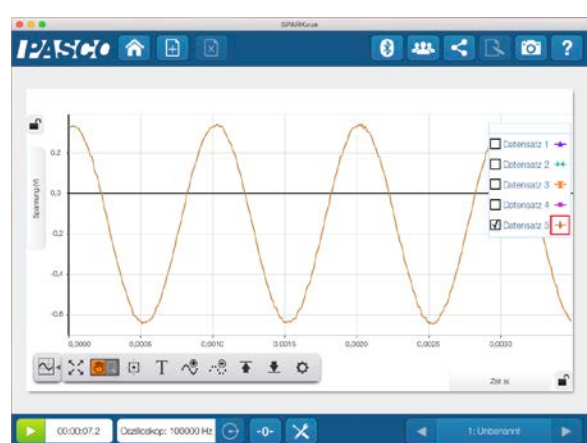 SPARKvue
PASCO
?
Datensatz 1
Datensatz 2
Datensatz 3
Datensatz 4
Datensatz 5
Spannung (V)
0,2
0,0
-0,2
-0,4
-0,6
0,0000 0,0005 0,0010 0,0015 0,0020 0,0025 0,0030
T
Zeit (s)
00:00:07.2 Oszilloskop: 100000 Hz -0- 1: Unbenannt